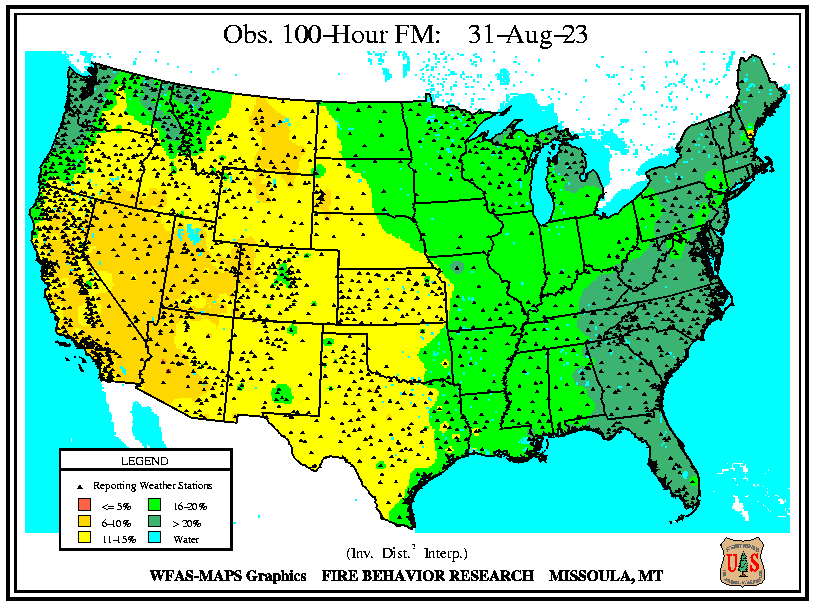 Obs. 100-Hour FM: 31-Aug-23
LEGEND
Reporting Weather Stations
<= 5% 16-20%
6-10% > 20%
11-15% Water
(Inv. Dist.² Interp.)
WFAS-MAPS Graphics FIRE BEHAVIOR RESEARCH MISSOULA, MT
U S